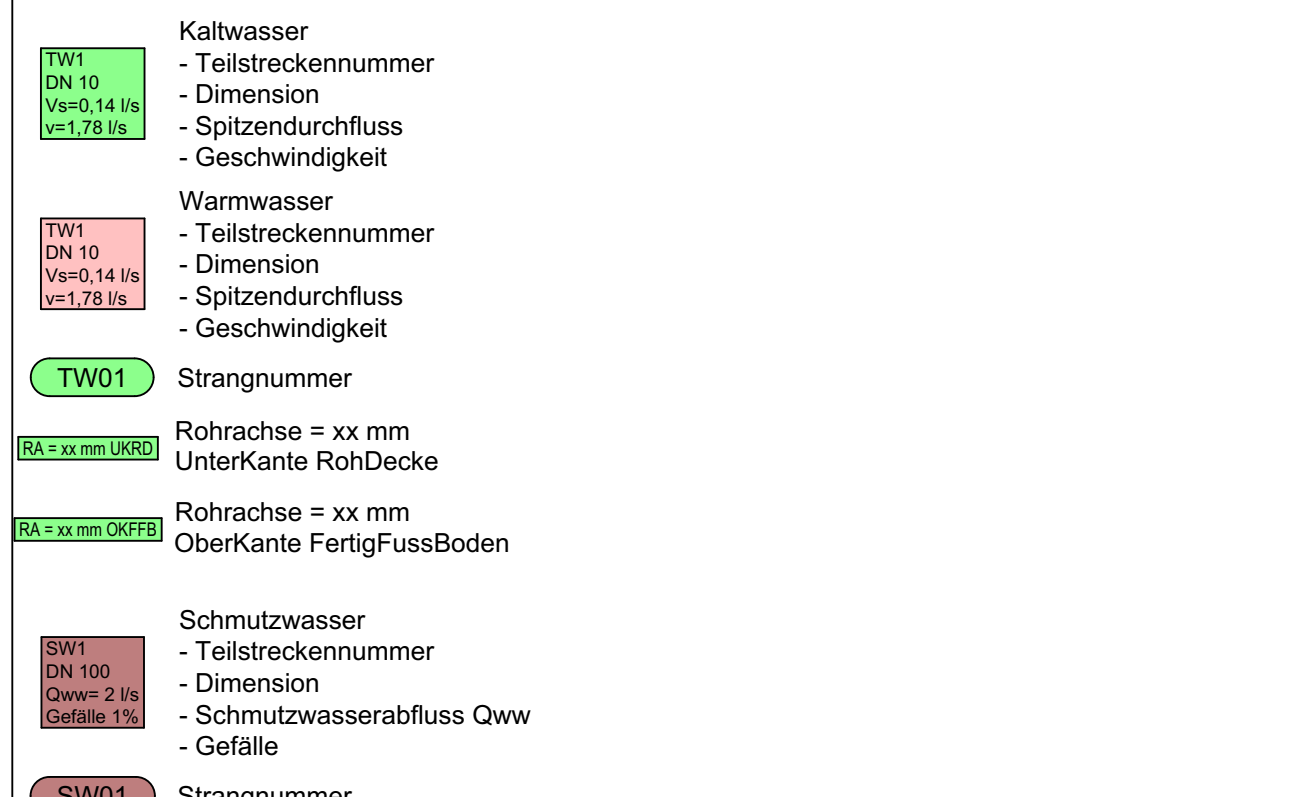 Kaltwasser
TW1
DN 10
Vs=0,14 l/s
v=1,78 l/s
- Teilstreckennummer
- Dimension
- Spitzendurchfluss
- Geschwindigkeit
Warmwasser
TW1
DN 10
Vs=0,14 l/s
v=1,78 l/s
- Teilstreckennummer
- Dimension
- Spitzendurchfluss
- Geschwindigkeit
TW01
Strangnummer
RA = xx mm UKRD
Rohrachse = xx mm
UnterKante RohDecke
RA = xx mm OKFFB
Rohrachse = xx mm
OberKante FertigFussBoden
Schmutzwasser
SW1
DN 100
Qww= 2 l/s
Gefälle 1%
- Teilstreckennummer
- Dimension
- Schmutzwasserabfluss Qww
- Gefälle
SW01
Strangnummer